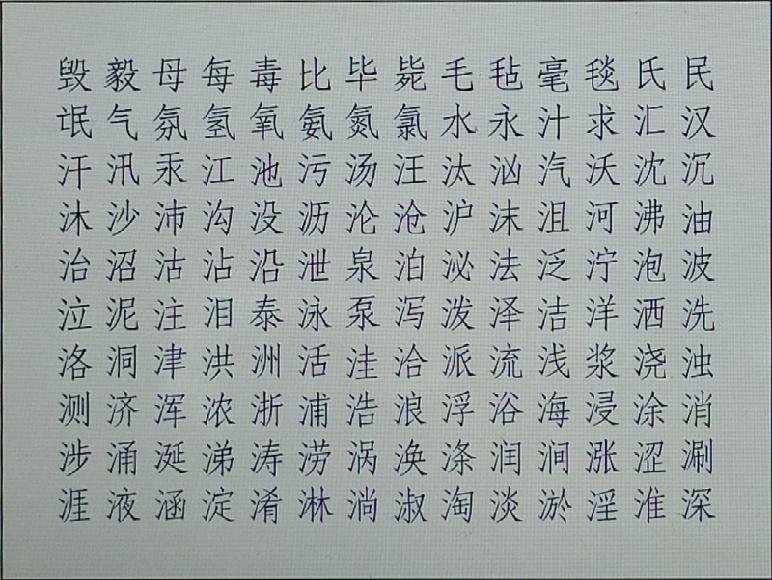 毁毅母每毒比毕毙毛毡毫毯氏民
氓气氛氢氧氨氮氯水永汁求汇汉
汗汛汞江池污汤汪汰汹汽沃沈沉
沐沙沛沟没沥沦沧沪沫沮河沸油
治沼沽沾沿泄泉泊泌法泛泞泡波
泣泥注泪泰泳泵泻泼泽洁洋洒洗
洛洞津洪洲活洼洽派流浅浆浇浊
测济浑浓浙浦浩浪浮浴海浸涂消
涉涌涎涕涛涝涡涣涤润涧涨涩涮
涯液涵淀淆淋淌淑淘淡淤淫淮深